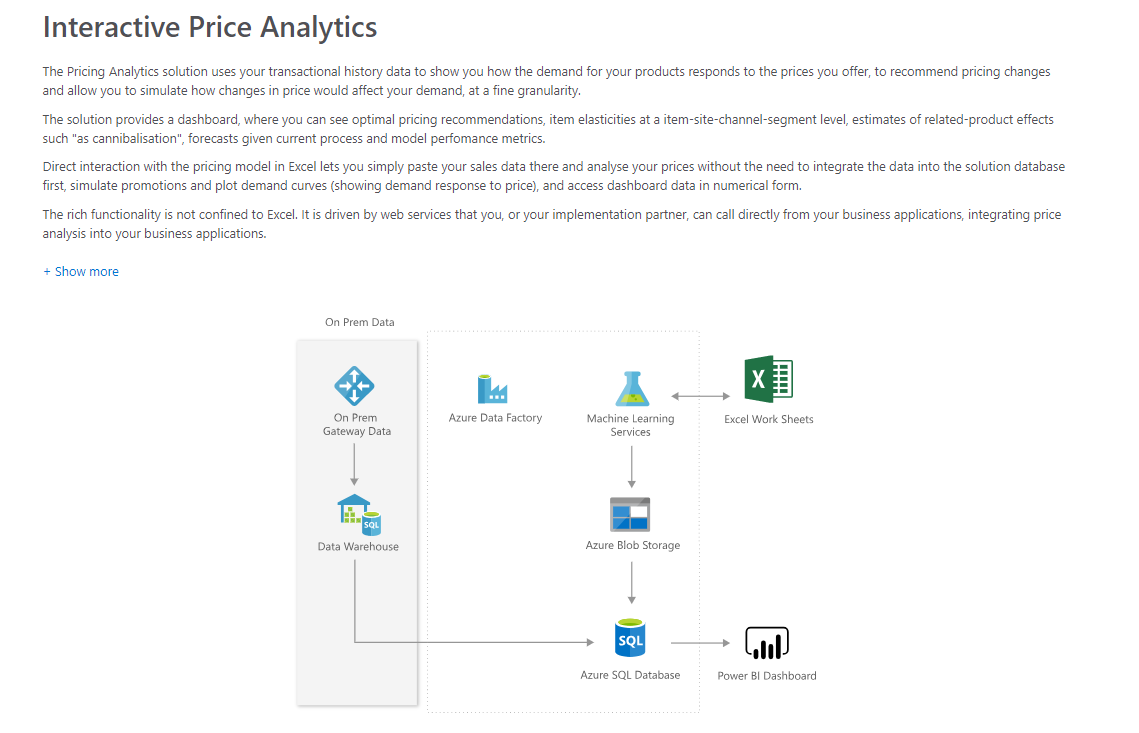 Interactive Price Analytics
The Pricing Analytics solution uses your transactional history data to show you how the demand for your products responds to the prices you offer, to recommend pricing changes
and allow you to simulate how changes in price would affect your demand, at a fine granularity.
The solution provides a dashboard, where you can see optimal pricing recommendations, item elasticities at a item-site-channel-segment level, estimates of related-product effects
such "as cannibalisation", forecasts given current process and model perfomance metrics.
Direct interaction with the pricing model in Excel lets you simply paste your sales data there and analyse your prices without the need to integrate the data into the solution database
first, simulate promotions and plot demand curves (showing demand response to price), and access dashboard data in numerical form.
The rich functionality is not confined to Excel. It is driven by web services that you, or your implementation partner, can call directly from your business applications, integrating price
analysis into your business applications.
+ Show more
On Prem Data
On Prem
Gateway Data
Azure Data Factory
Machine Learning
Services
X
Excel Work Sheets
SQL
Data Warehouse
Azure Blob Storage
SQL
Azure SQL Database
Power BI Dashboard